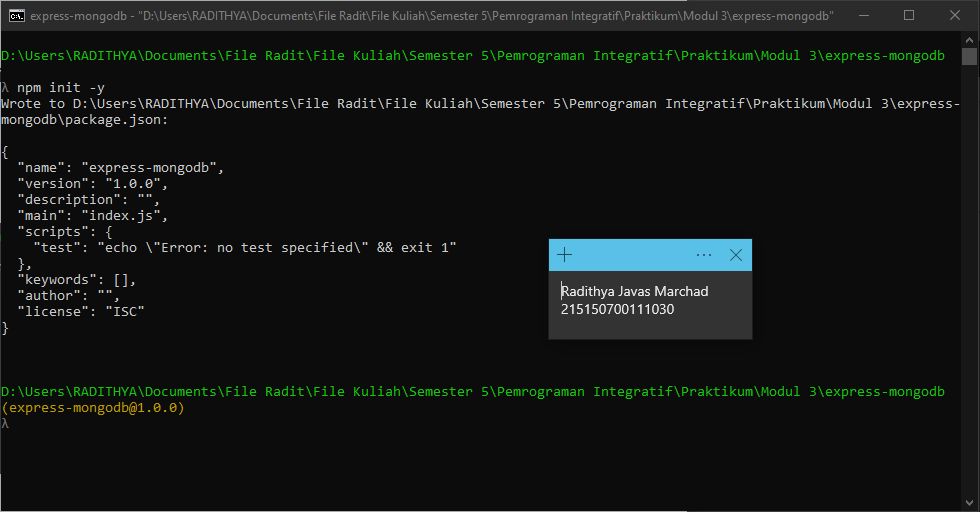 express-mongodb - "D:\Users\RADITHYA\Documents\File Radit\File Kuliah\Semester 5\Pemrograman Integratif\Praktikum\Modul 3\express-mongodb"
D:\Users\RADITHYA\Documents\File Radit\File Kuliah\Semester 5\Pemrograman Integratif\Praktikum\Modul 3\express-mongodb
λ npm init -y
Wrote to D:\Users\RADITHYA\Documents\File Radit\File Kuliah\Semester 5\Pemrograman Integratif\Praktikum\Modul 3\express-
mongodb\package.json:
{
  "name": "express-mongodb",
  "version": "1.0.0",
  "description": "",
  "main": "index.js",
  "scripts": {
    "test": "echo \"Error: no test specified\" && exit 1"
  },
  "keywords": [],
  "author": "",
  "license": "ISC"
}
Radithya Javas Marchad
215150700111030
D:\Users\RADITHYA\Documents\File Radit\File Kuliah\Semester 5\Pemrograman Integratif\Praktikum\Modul 3\express-mongodb
(express-mongodb@1.0.0)
λ